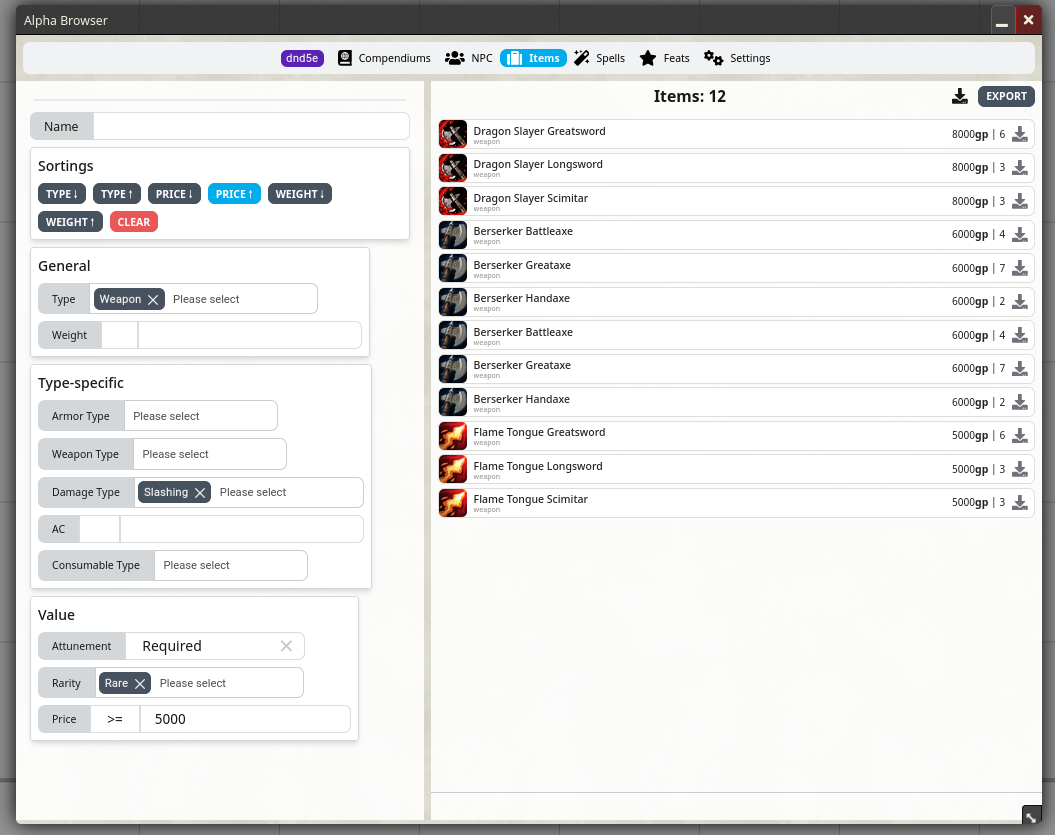 Alpha Browser
dnd5e Compendiums NPC Items Spells Feats Settings
Name
Sortings
TYPE↓ TYPE↑ PRICE↓ PRICE↑ WEIGHT↓
WEIGHT↑ CLEAR
General
Type Weapon Please select
Weight
Type-specific
Armor Type Please select
Weapon Type Please select
Damage Type Slashing Please select
AC
Consumable Type Please select
Value
Attunement Required
Rarity Rare Please select
Price >= 5000
Items: 12 EXPORT
Dragon Slayer Greatsword 8000gp | 6
weapon
Dragon Slayer Longsword 8000gp | 3
weapon
Dragon Slayer Scimitar 8000gp | 3
weapon
Berserker Battleaxe 6000gp | 4
weapon
Berserker Greataxe 6000gp | 7
weapon
Berserker Handaxe 6000gp | 2
weapon
Berserker Battleaxe 6000gp | 4
weapon
Berserker Greataxe 6000gp | 7
weapon
Berserker Handaxe 6000gp | 2
weapon
Flame Tongue Greatsword 5000gp | 6
weapon
Flame Tongue Longsword 5000gp | 3
weapon
Flame Tongue Scimitar 5000gp | 3
weapon